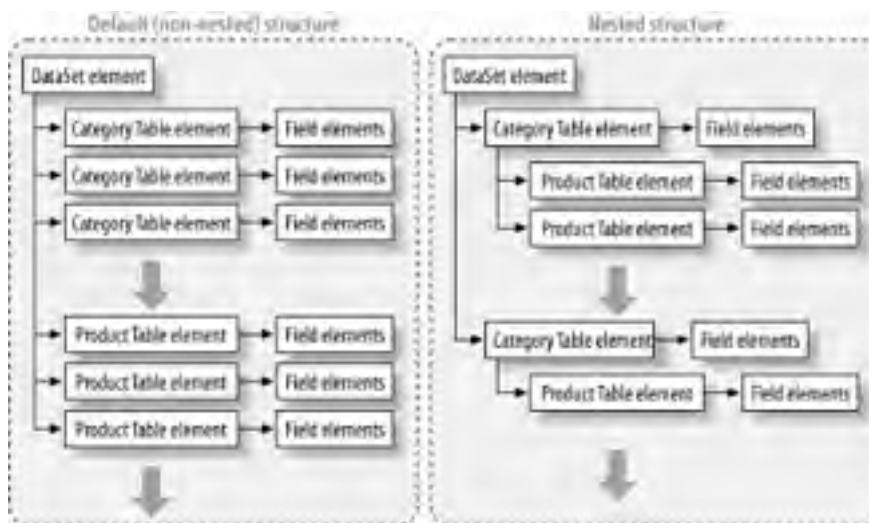 Default (non-nested) structure
DataSet element
Category Table element
Field elements
Category Table element
Field elements
Category Table element
Field elements
Product Table element
Field elements
Product Table element
Field elements
Product Table element
Field elements
Nested structure
DataSet element
Category Table element
Field elements
Product Table element
Field elements
Product Table element
Field elements
Category Table element
Field elements
Product Table element
Field elements